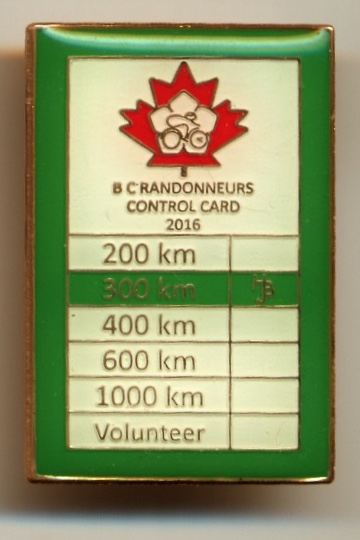 B C RANDONNEURS
CONTROL CARD
2016
200 km
300 km
400 km
600 km
1000 km
Volunteer